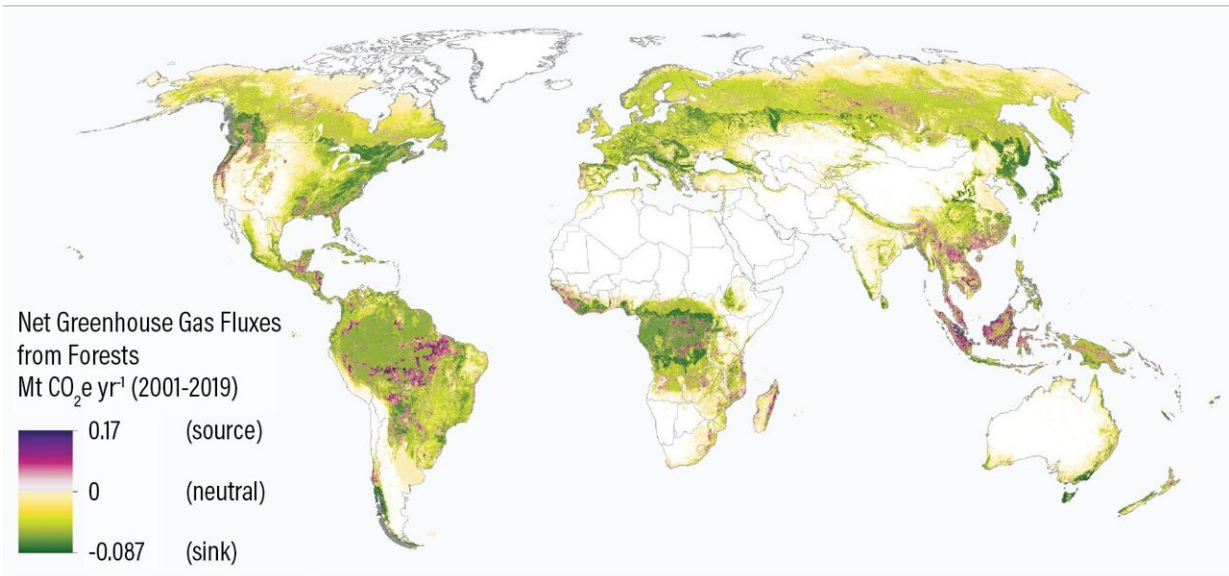 Net Greenhouse Gas Fluxes
from Forests
Mt CO₂e yr⁻¹ (2001-2019)
0.17 (source)
0 (neutral)
-0.087 (sink)